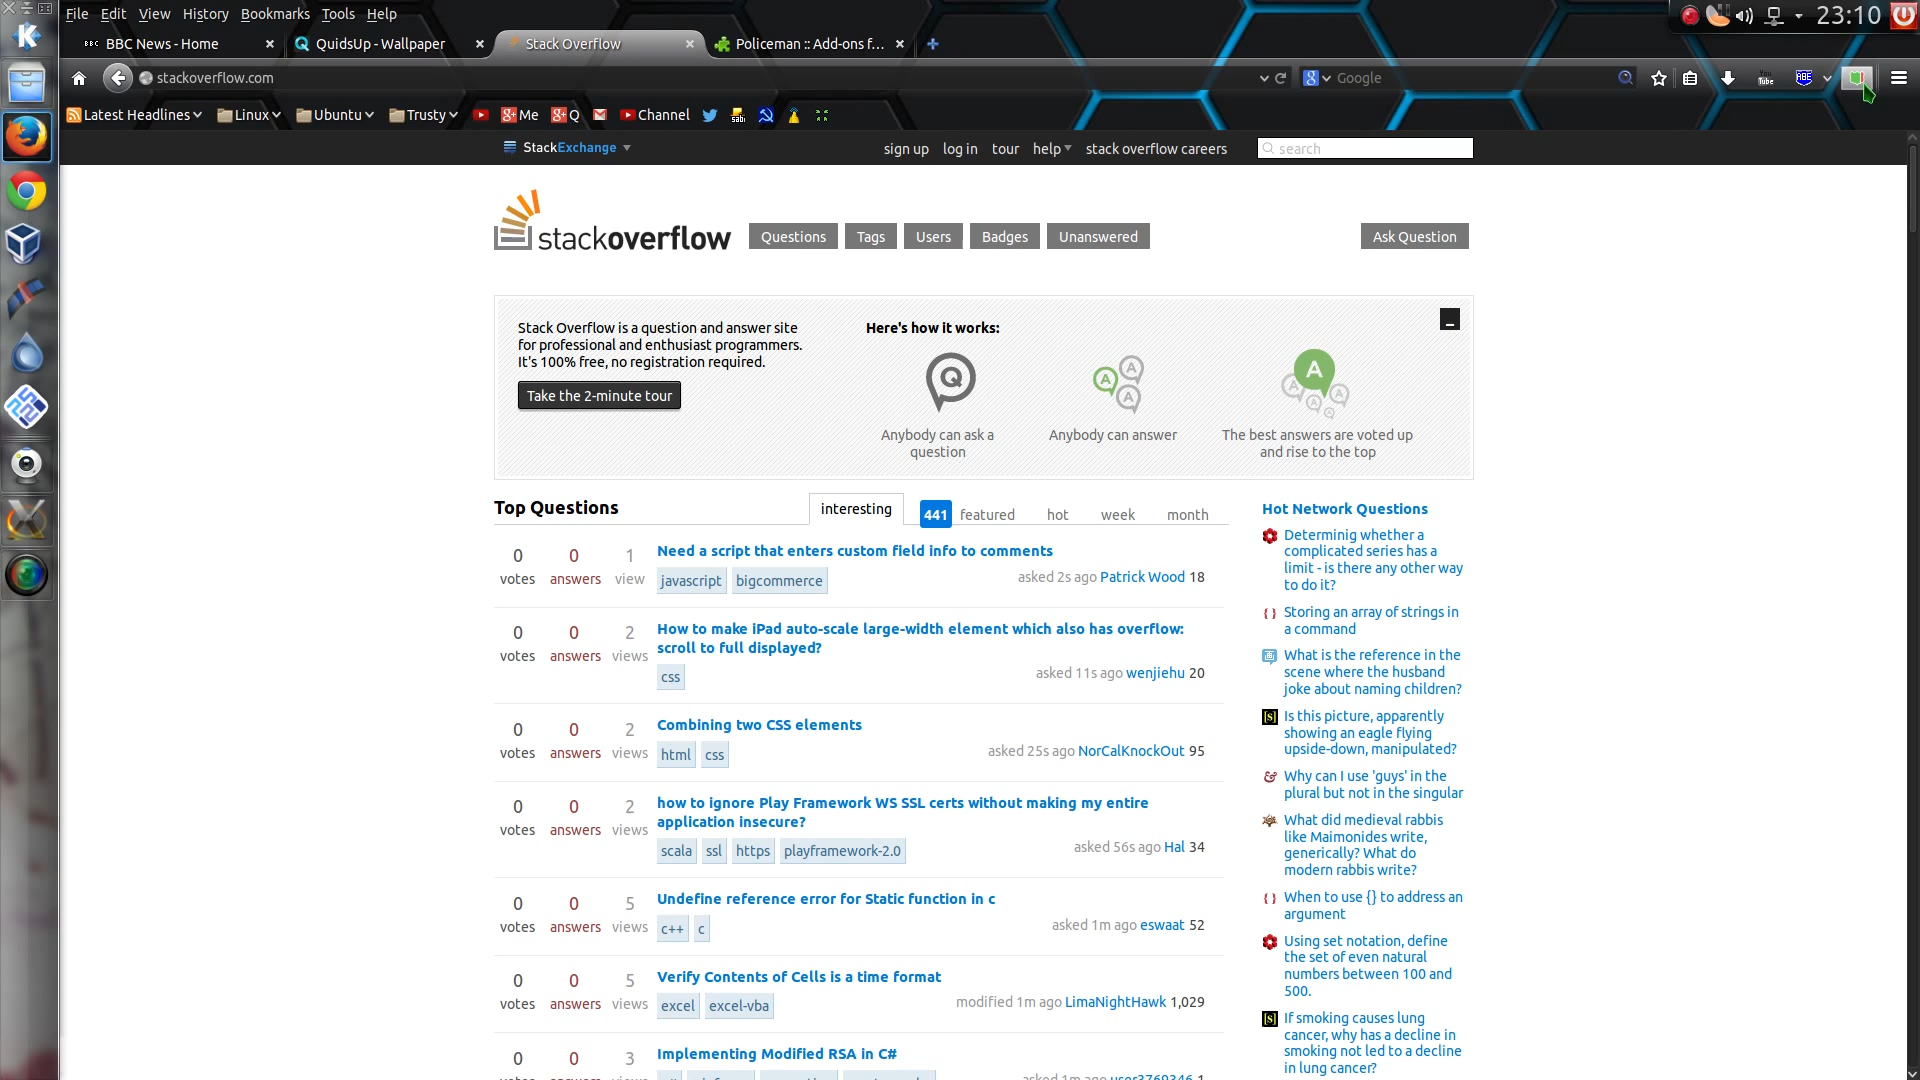 File Edit View History Bookmarks Tools Help
23:10
BBC BBC News - Home
QuidsUp - Wallpaper
Stack Overflow
Policeman :: Add-ons f...
stackoverflow.com
Google
You Tube
ABE
Latest Headlines Linux Ubuntu Trusty Me Q Channel
StackExchange sign up log in tour help stack overflow careers search
stackoverflow Questions Tags Users Badges Unanswered Ask Question
Stack Overflow is a question and answer site
for professional and enthusiast programmers.
It's 100% free, no registration required.
Take the 2-minute tour
Here's how it works:
Anybody can ask a
question
Anybody can answer
The best answers are voted up
and rise to the top
Top Questions interesting 441 featured hot week month
0 votes 0 answers 1 view
Need a script that enters custom field info to comments
javascript bigcommerce
asked 2s ago Patrick Wood 18
0 votes 0 answers 2 views
How to make iPad auto-scale large-width element which also has overflow:
scroll to full displayed?
css
asked 11s ago wenjiehu 20
0 votes 0 answers 2 views
Combining two CSS elements
html css
asked 25s ago NorCalKnockOut 95
0 votes 0 answers 2 views
how to ignore Play Framework WS SSL certs without making my entire
application insecure?
scala ssl https playframework-2.0
asked 56s ago Hal 34
0 votes 0 answers 5 views
Undefine reference error for Static function in c
c++ c
asked 1m ago eswaat 52
0 votes 0 answers 5 views
Verify Contents of Cells is a time format
excel excel-vba
modified 1m ago LimaNightHawk 1,029
0 0 3
Implementing Modified RSA in C#
asked 1m ago user3769346 1
Hot Network Questions
Determinig whether a
complicated series has a
limit - is there any other way
to do it?
Storing an array of strings in
a command
What is the reference in the
scene where the husband
joke about naming children?
Is this picture, apparently
showing an eagle flying
upside-down, manipulated?
Why can I use 'guys' in the
plural but not in the singular
What did medieval rabbis
like Maimonides write,
generically? What do
modern rabbis write?
When to use {} to address an
argument
Using set notation, define
the set of even natural
numbers between 100 and
500.
If smoking causes lung
cancer, why has a decline in
smoking not led to a decline
in lung cancer?